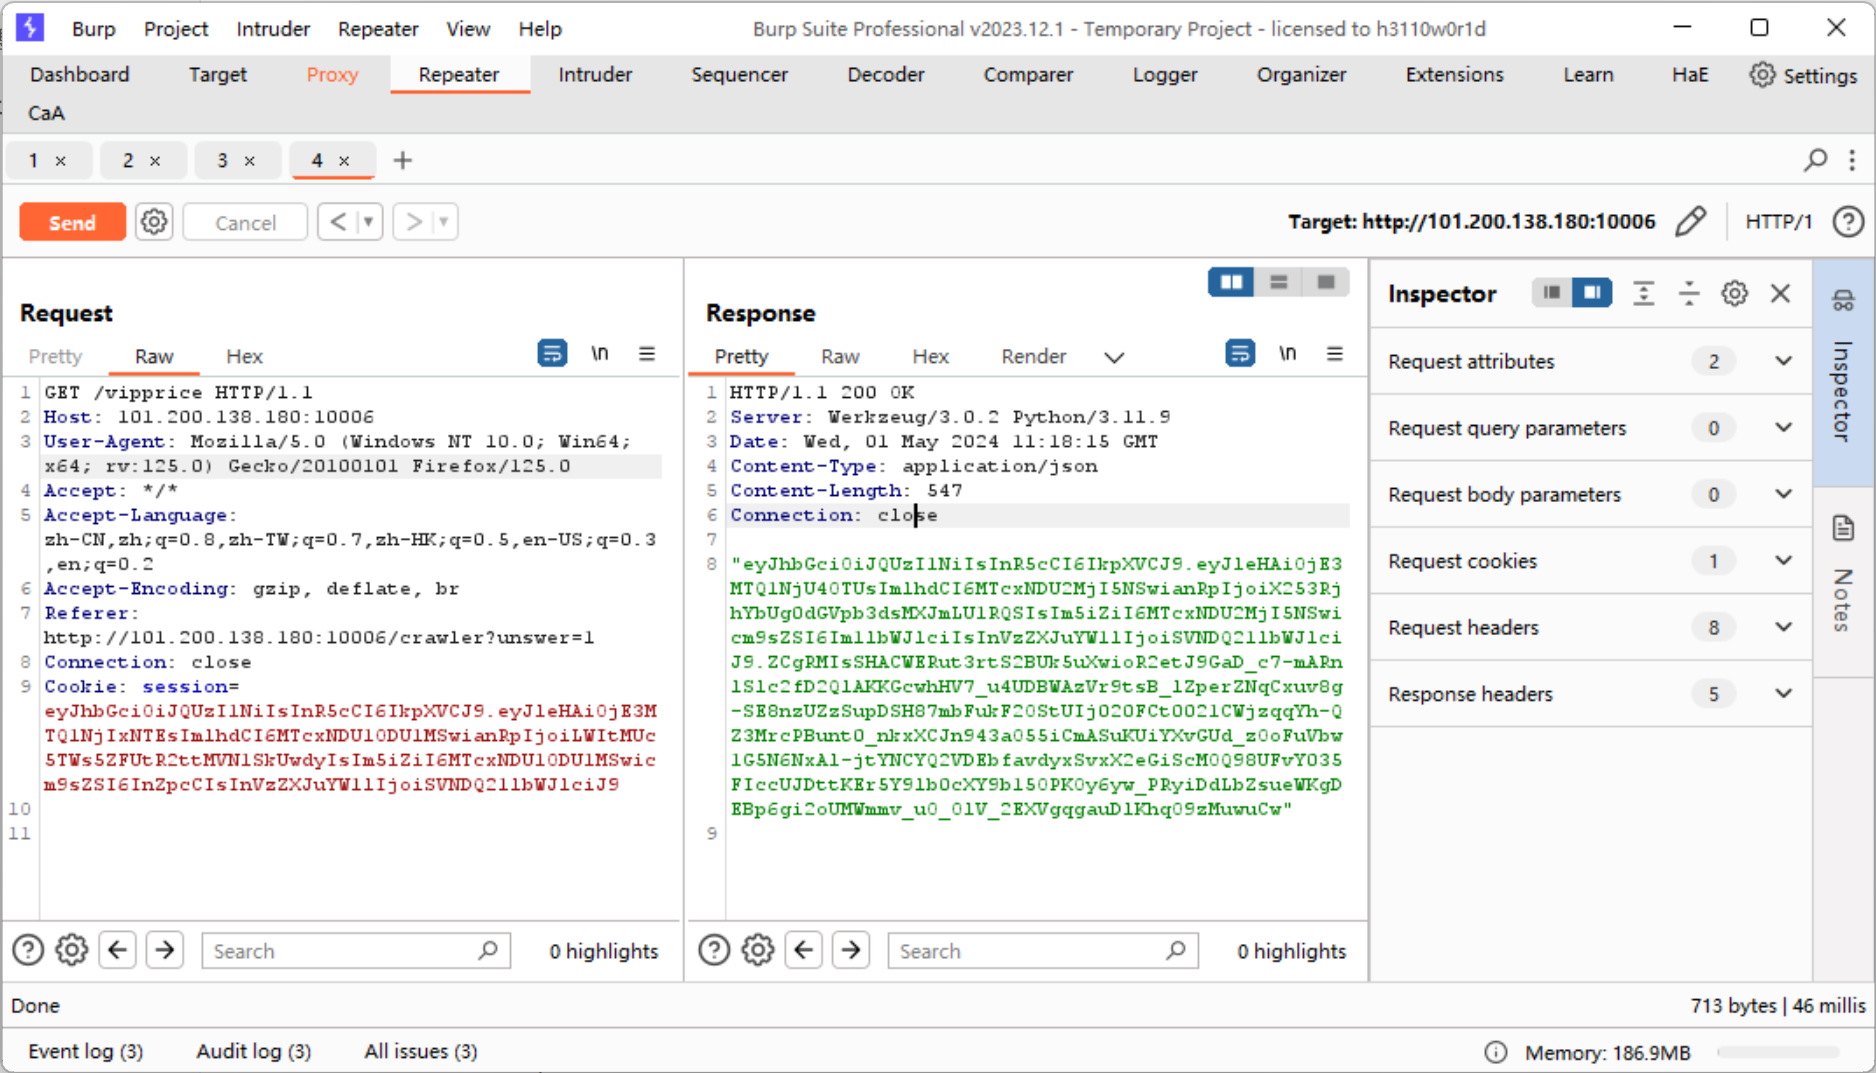 Burp Project Intruder Repeater View Help Burp Suite Professional v2023.12.1 - Temporary Project - licensed to h3110w0r1d
Dashboard Target Proxy Repeater Intruder Sequencer Decoder Comparer Logger Organizer Extensions Learn HaE Settings
CaA
1 × 2 × 3 × 4 × +
Send Cancel < > Target: http://101.200.138.180:10006 HTTP/1
Request
Pretty Raw Hex \n
1 GET /vipprice HTTP/1.1
2 Host: 101.200.138.180:10006
3 User-Agent: Mozilla/5.0 (Windows NT 10.0; Win64;
x64; rv:125.0) Gecko/20100101 Firefox/125.0
4 Accept: */*
5 Accept-Language:
zh-CN,zh;q=0.8,zh-TW;q=0.7,zh-HK;q=0.5,en-US;q=0.3
,en;q=0.2
6 Accept-Encoding: gzip, deflate, br
7 Referer:
http://101.200.138.180:10006/crawler?unswer=1
8 Connection: close
9 Cookie: session=
eyJhbGciOiJQUzI1NiIsInR5cCI6IkpXVCJ9.eyJleHAiOjE3M
TQ1NjIxNTEsImlhdCI6MTcxNDU1ODU1MSwianRpIjoiLWItMUc
5TWs5ZFUtR2ttMVN1SkUwdyIsIm5iZiI6MTcxNDU1ODU1MSwic
m9sZSI6InZpcCIsInVzZXJuYW1lIjoiSVNDQ21lbWJlciJ9
10
11
Search 0 highlights
Response
Pretty Raw Hex Render \n
1 HTTP/1.1 200 OK
2 Server: Werkzeug/3.0.2 Python/3.11.9
3 Date: Wed, 01 May 2024 11:18:15 GMT
4 Content-Type: application/json
5 Content-Length: 547
6 Connection: close
7
8 "eyJhbGciOiJQUzI1NiIsInR5cCI6IkpXVCJ9.eyJleHAiOjE3
MTQ1NjU4OTUsImlhdCI6MTcxNDU2MjI5NSwianRpIjoiX253Rj
hYbUg0dGVpb3dsMXJmLU1RQSIsIm5iZiI6MTcxNDU2MjI5NSwi
cm9sZSI6Im1lbWJlciIsInVzZXJuYW1lIjoiSVNDQ21lbWJlci
9
Search 0 highlights
Inspector
Request attributes 2
Request query parameters 0
Request body parameters 0
Request cookies 1
Request headers 8
Response headers 5
Inspector
Notes
Done 713 bytes | 46 millis
Event log (3) Audit log (3) All issues (3) Memory: 186.9MB